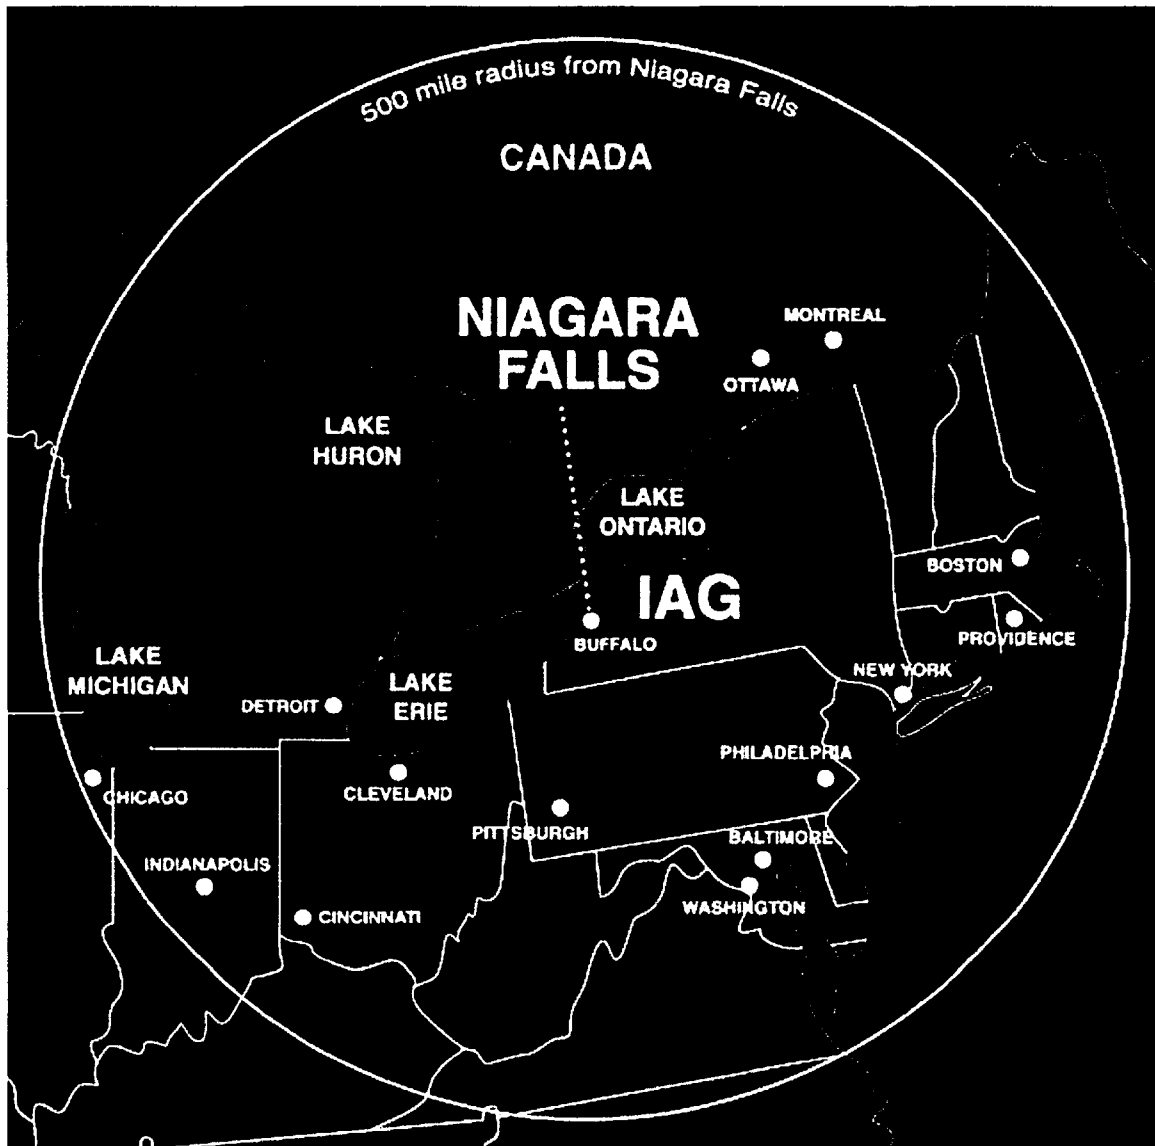 500 mile radius from Niagara Falls
CANADA
NIAGARA
FALLS
MONTREAL
OTTAWA
LAKE
HURON
LAKE
ONTARIO
BOSTON
IAG
BUFFALO
PROVIDENCE
LAKE
MICHIGAN
NEW YORK
DETROIT
LAKE
ERIE
PHILADELPHIA
CHICAGO
CLEVELAND
PITTSBURGH
BALTIMORE
INDIANAPOLIS
WASHINGTON
CINCINNATI